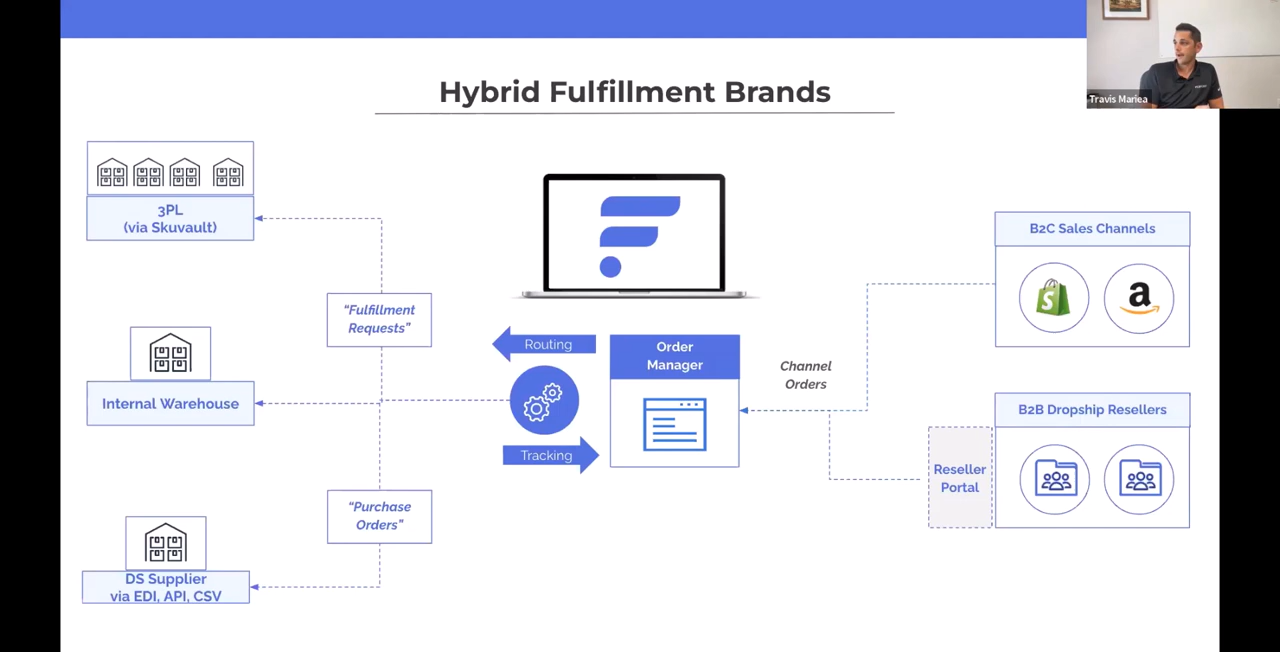 Hybrid Fulfillment Brands
Travis Mariea
3PL
(via Skuvault)
"Fulfillment
Requests"
Internal Warehouse
"Purchase
Orders"
DS Supplier
via EDI, API, CSV
Routing
Tracking
Order
Manager
Channel
Orders
B2C Sales Channels
B2B Dropship Resellers
Reseller
Portal